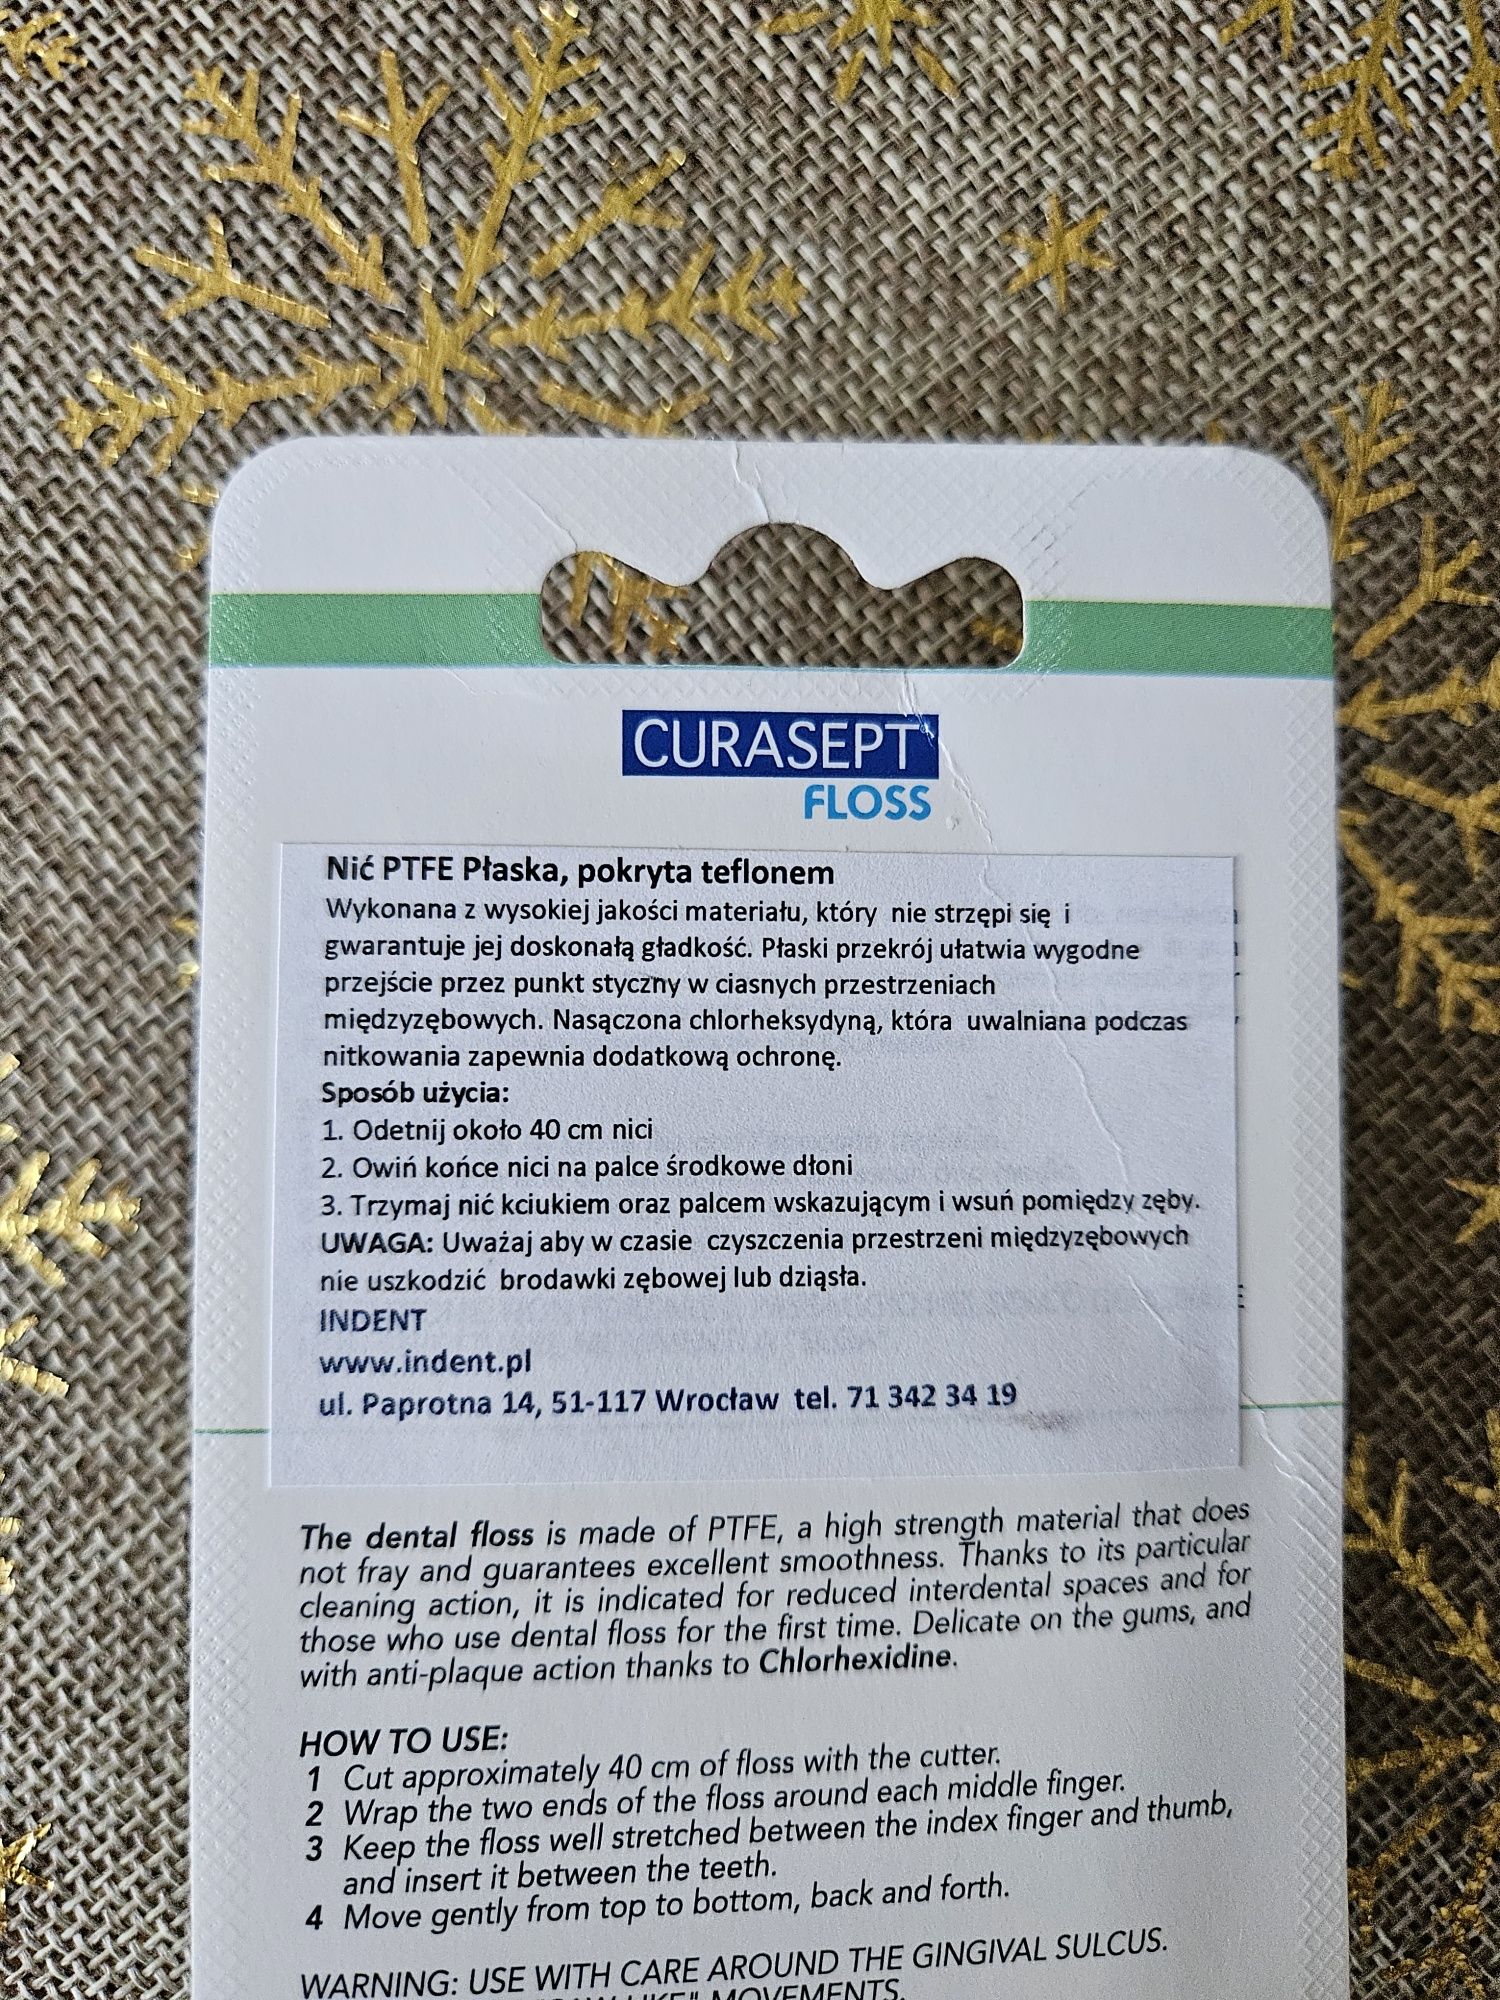 CURASEPT
FLOSS
Nić PTFE Płaska, pokryta teflonem
Wykonana z wysokiej jakości materiału, który nie strzępi się i
gwarantuje jej doskonałą gładkość. Płaski przekrój ułatwia wygodne
przejście przez punkt styczny w ciasnych przestrzeniach
międzyzębowych. Nasączona chlorheksydyną, która uwalniana podczas
nitkowania zapewnia dodatkową ochronę.
Sposób użycia:
1. Odetnij około 40 cm nici
2. Owiń końce nici na palce środkowe dłoni
3. Trzymaj nić kciukiem oraz palcem wskazującym i wsuń pomiędzy zęby.
UWAGA: Uważaj aby w czasie czyszczenia przestrzeni międzyzębowych
nie uszkodzić brodawki zębowej lub dziąsła.
INDENT
www.indent.pl
ul. Paprotna 14, 51-117 Wrocław tel. 71 342 34 19
The dental floss is made of PTFE, a high strength material that does
not fray and guarantees excellent smoothness. Thanks to its particular
cleaning action, it is indicated for reduced interdental spaces and for
those who use dental floss for the first time. Delicate on the gums, and
with anti-plaque action thanks to Chlorhexidine.
HOW TO USE:
1 Cut approximately 40 cm of floss with the cutter.
2 Wrap the two ends of the floss around each middle finger.
3 Keep the floss well stretched between the index finger and thumb,
and insert it between the teeth.
4 Move gently from top to bottom, back and forth.
WARNING: USE WITH CARE AROUND THE GINGIVAL SULCUS.
MOVEMENTS.